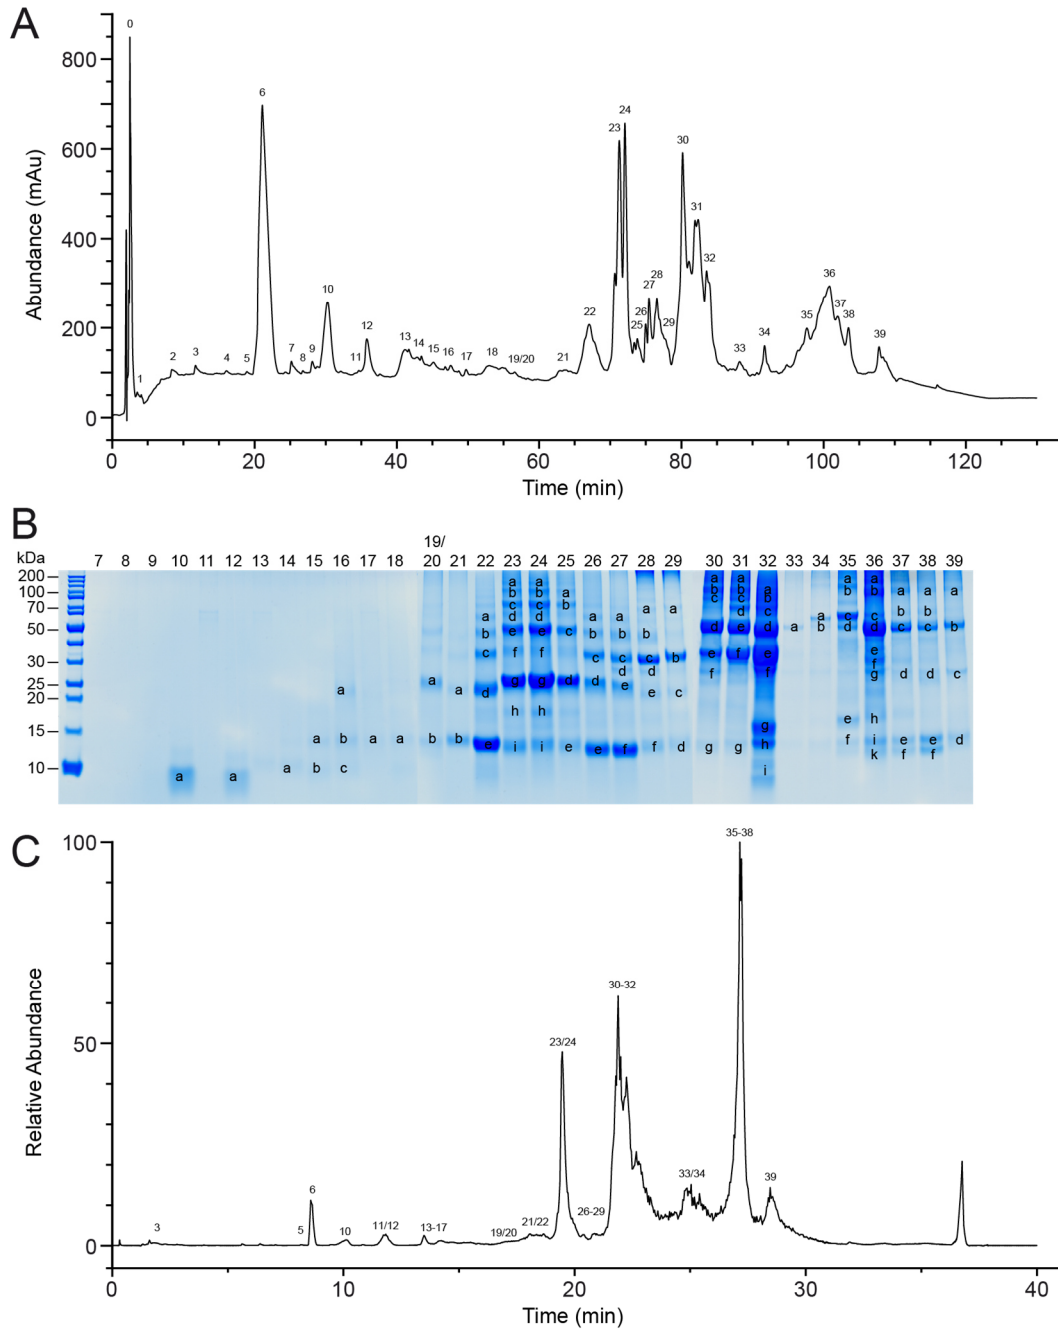 A
0
800
6
24
23
30
600
Abundance (mAu)
31
400
32
10
28
36
27
37
22
26
35
38
12
25
29
200
13
14
15
16
17
18
19/20
21
33
34
39
2
3
4
5
7
8
9
11
1
0
0 20 40 60 80 100 120
Time (min)
B
19/
kDa 7 8 9 10 11 12 13 14 15 16 17 18 20 21 22 23 24 25 26 27 28 29 30 31 32 33 34 35 36 37 38 39
200
100
70
50
30
25
20
15
10
a
a
a
a b
a b c
a
a
a b
a b
a b c d e
a b c d e f g h i
a b c d e f g h i
a b c d e
a b c d e
a b c d e f
a b c d e f
a b c d
a b c d e f g
a b c d e f g
a b c d e f g h i
a
a b
a b c d e f
a b c d e f g h i k
a b c d e f
a b c d e f
a b c d
C
35-38
100
30-32
23/24
50
Relative Abundance
33/34
39
6
3
5
10
11/12
13-17
19/20
21/22
26-29
0
0 10 20 30 40
Time (min)